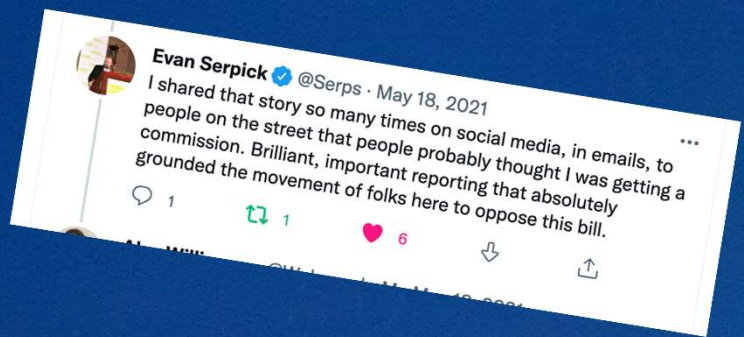 Evan Serpick @Serps · May 18, 2021
I shared that story so many times on social media, in emails, to
people on the street that people probably thought I was getting a
commission. Brilliant, important reporting that absolutely
grounded the movement of folks here to oppose this bill.
1 1 6